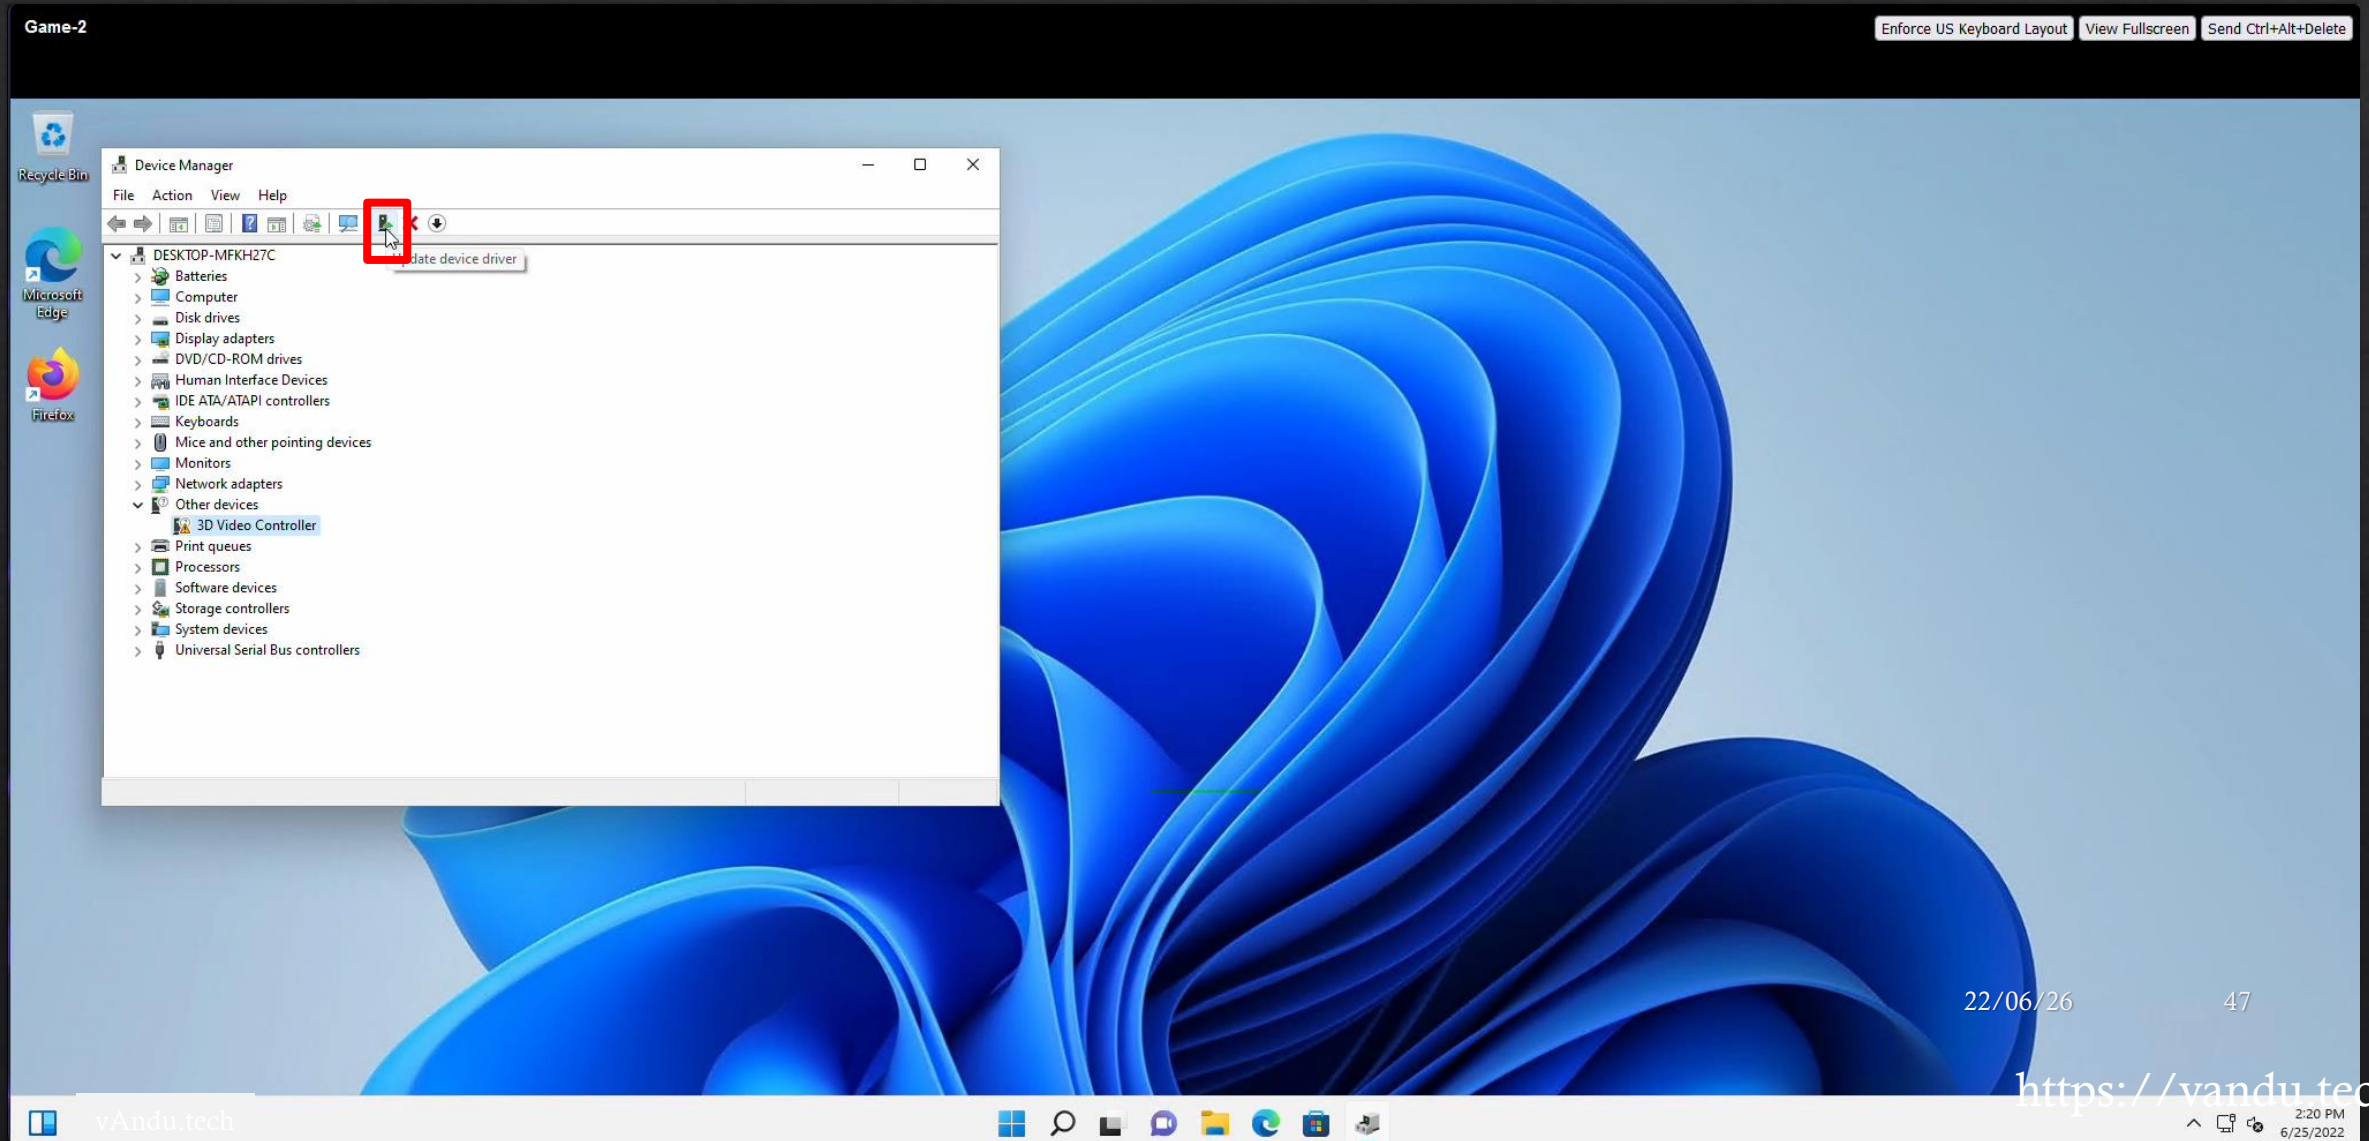 Game-2
Enforce US Keyboard Layout
View Fullscreen
Send Ctrl+Alt+Delete
Recycle Bin
Microsoft
Edge
Firefox
Device Manager
File Action View Help
date device driver
DESKTOP-MFKH27C
Batteries
Computer
Disk drives
Display adapters
DVD/CD-ROM drives
Human Interface Devices
IDE ATA/ATAPI controllers
Keyboards
Mice and other pointing devices
Monitors
Network adapters
Other devices
3D Video Controller
Print queues
Processors
Software devices
Storage controllers
System devices
Universal Serial Bus controllers
22/06/26
47
https://vandu.tec
vAndu.tech
2:20 PM
6/25/2022